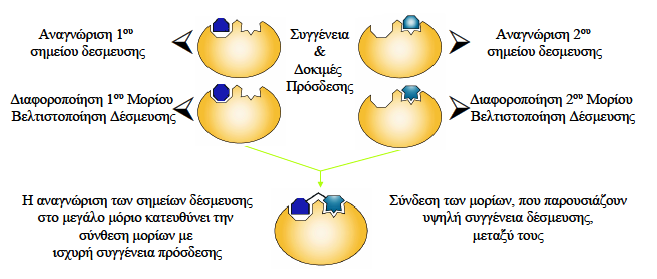 Αναγνώριση 1ου
σημείου δεσμευσης
Συγγένεια
&
Δοκιμές
Πρόσδεσης
Αναγνώριση 2ου
σημείου δεσμευσης
Διαφοροποίηση 1ου Μορίου
Βελτιστοποίηση Δέσμευσης
Διαφοροποίηση 2ου Μορίου
Βελτιστοποίηση Δέσμευσης
Η αναγνώριση των σημείων δέσμευσης
στο μεγάλο μόριο κατευθύνει την
σύνθεση μορίων με
ισχυρή συγγένεια πρόσδεσης
Σύνδεση των μορίων, που παρουσιάζουν
υψηλή συγγένεια δέσμευσης,
μεταξύ τους